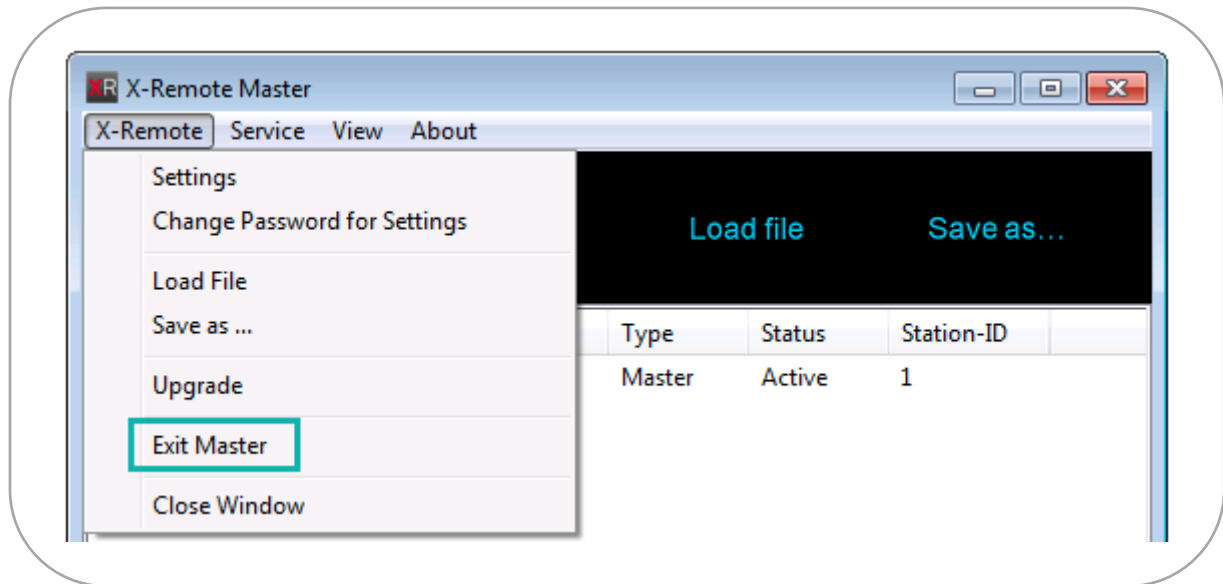 XR X-Remote Master
X-Remote Service View About
Settings
Change Password for Settings
Load File
Save as ...
Upgrade
Exit Master
Close Window
Load file Save as...
Type Status Station-ID
Master Active 1